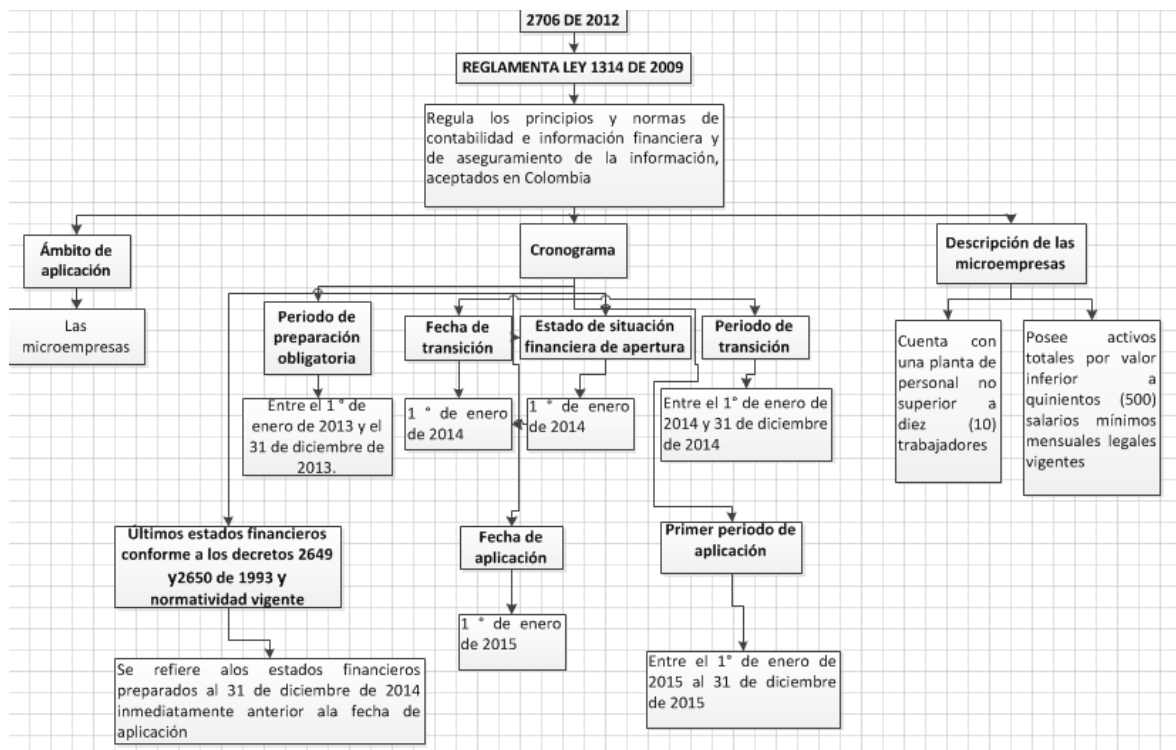 2706 DE 2012
REGLAMENTA LEY 1314 DE 2009
Regula los principios y normas de
contabilidad e información financiera y
de aseguramiento de la información,
aceptados en Colombia
Ámbito de
aplicación
Las
microempresas
Cronograma
Descripción de las
microempresas
Periodo de
preparación
obligatoria
Entre el 1 ° de
enero de 2013 y el
31 de diciembre de
2013.
Fecha de
transición
1 ° de enero
de 2014
Estado de situación
financiera de apertura
1 ° de enero
de 2014
Periodo de
transición
Entre el 1° de enero de
2014 y 31 de diciembre
de 2014
Cuenta con
una planta de
personal no
superior a
diez (10)
trabajadores
Posee activos
totales por valor
inferior a
quinientos (500)
salarios mínimos
mensuales legales
vigentes
Últimos estados financieros
conforme a los decretos 2649
y2650 de 1993 y
normatividad vigente
Se refiere alos estados financieros
preparados al 31 de diciembre de 2014
inmediatamente anterior ala fecha de
aplicación
Fecha de
aplicación
1 ° de enero
de 2015
Primer periodo de
aplicación
Entre el 1° de enero de
2015 al 31 de diciembre
de 2015